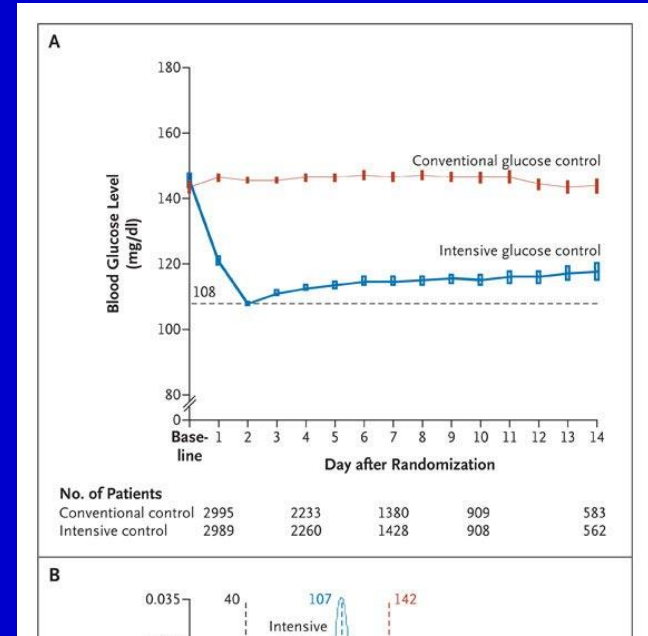 A
180
160
Conventional glucose control
140
Blood Glucose Level
(mg/dl)
Intensive glucose control
120
108
100
80
0
Base-
line
1 2 3 4 5 6 7 8 9 10 11 12 13 14
Day after Randomization
No. of Patients
Conventional control 2995 2233 1380 909 583
Intensive control 2989 2260 1428 908 562
B
0.035 40 107 142
Intensive